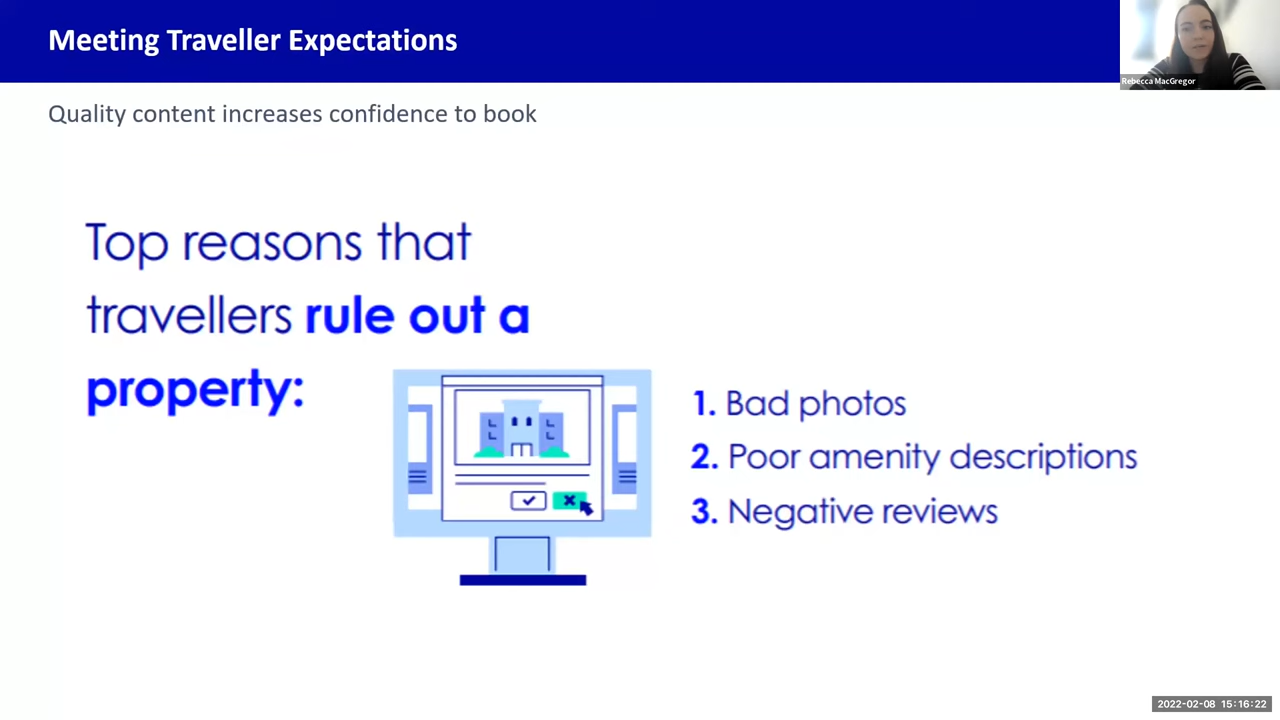 Meeting Traveller Expectations
Rebecca MacGregor
Quality content increases confidence to book
Top reasons that
travellers rule out a
property:
1. Bad photos
2. Poor amenity descriptions
3. Negative reviews
2022-02-08 15:16:22